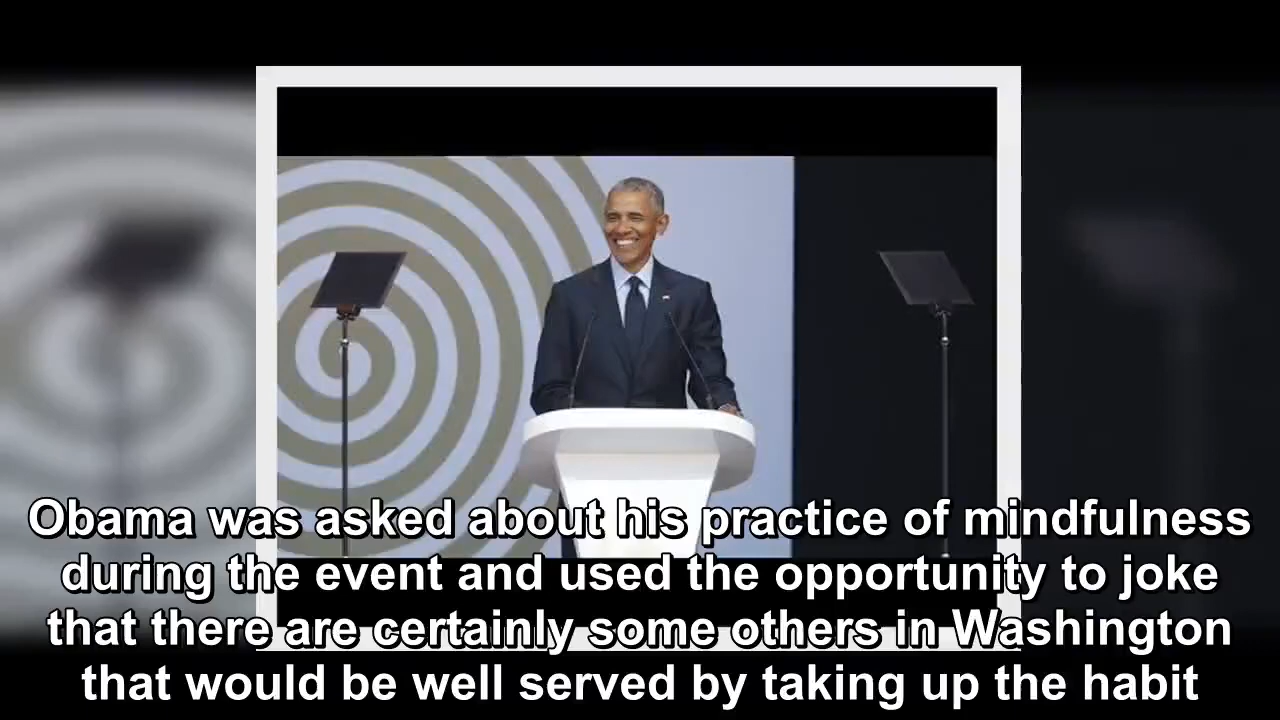 Obama was asked about his practice of mindfulness
during the event and used the opportunity to joke
that there are certainly some others in Washington
that would be well served by taking up the habit